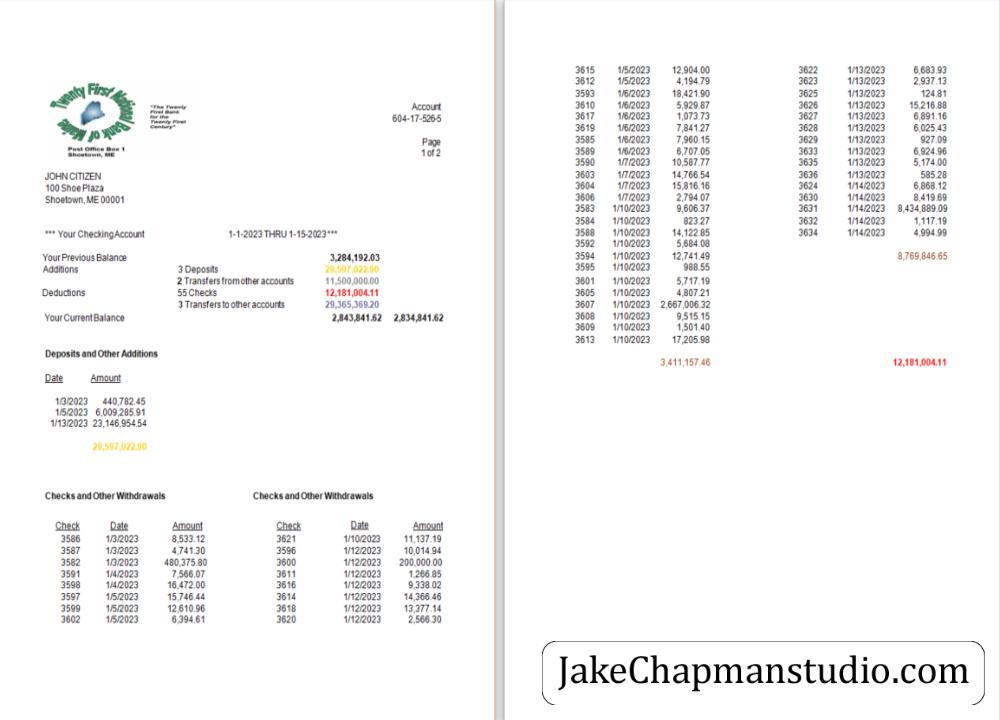 Twenty First National Bank of Maine
"The Twenty
First Bank
for the
Twenty First
Century"
Post Office Box 1
Shoetown, ME
Account
604-17-526-5
Page
1 of 2
JOHN CITIZEN
100 Shoe Plaza
Shoetown, ME 00001
*** Your Checking Account 1-1-2023 THRU 1-15-2023***
Your Previous Balance 3,284,192.03
Additions 3 Deposits 29,597,022.90
2 Transfers from other accounts 11,500,000.00
Deductions 55 Checks 12,181,004.11
3 Transfers to other accounts 29,365,369.20
Your Current Balance 2,843,841.62 2,834,841.62
Deposits and Other Additions
Date Amount
1/3/2023 440,782.45
1/5/2023 6,009,285.91
1/13/2023 23,146,954.54
29,597,022.90
Checks and Other Withdrawals Checks and Other Withdrawals
Check Date Amount Check Date Amount
3586 1/3/2023 8,533.12 3621 1/10/2023 11,137.19
3587 1/3/2023 4,741.30 3596 1/12/2023 10,014.94
3582 1/3/2023 480,375.80 3600 1/12/2023 200,000.00
3591 1/4/2023 7,566.07 3611 1/12/2023 1,266.85
3598 1/4/2023 16,472.00 3616 1/12/2023 9,338.02
3597 1/5/2023 15,746.44 3614 1/12/2023 14,366.46
3599 1/5/2023 12,610.96 3618 1/12/2023 13,377.14
3602 1/5/2023 6,394.61 3620 1/12/2023 2,566.30
3615 1/5/2023 12,904.00 3622 1/13/2023 6,683.93
3612 1/5/2023 4,194.79 3623 1/13/2023 2,937.13
3593 1/6/2023 18,421.90 3625 1/13/2023 124.81
3610 1/6/2023 5,929.87 3626 1/13/2023 15,216.88
3617 1/6/2023 1,073.73 3627 1/13/2023 6,891.16
3619 1/6/2023 7,841.27 3628 1/13/2023 6,025.43
3585 1/6/2023 7,960.15 3629 1/13/2023 927.09
3589 1/6/2023 6,707.05 3633 1/13/2023 6,924.96
3590 1/7/2023 10,587.77 3635 1/13/2023 5,174.00
3603 1/7/2023 14,766.54 3636 1/13/2023 585.28
3604 1/7/2023 15,816.16 3624 1/14/2023 6,868.12
3606 1/7/2023 2,794.07 3630 1/14/2023 8,419.69
3583 1/10/2023 9,606.37 3631 1/14/2023 8,434,889.09
3584 1/10/2023 823.27 3632 1/14/2023 1,117.19
3588 1/10/2023 14,122.85 3634 1/14/2023 4,994.99
3592 1/10/2023 5,684.08
3594 1/10/2023 12,741.49 8,769,846.65
3595 1/10/2023 988.55
3601 1/10/2023 5,717.19
3605 1/10/2023 4,807.21
3607 1/10/2023 2,667,006.32
3608 1/10/2023 9,515.15
3609 1/10/2023 1,501.40
3613 1/10/2023 17,205.98
3,411,157.46 12,181,004.11
JakeChapmanstudio.com